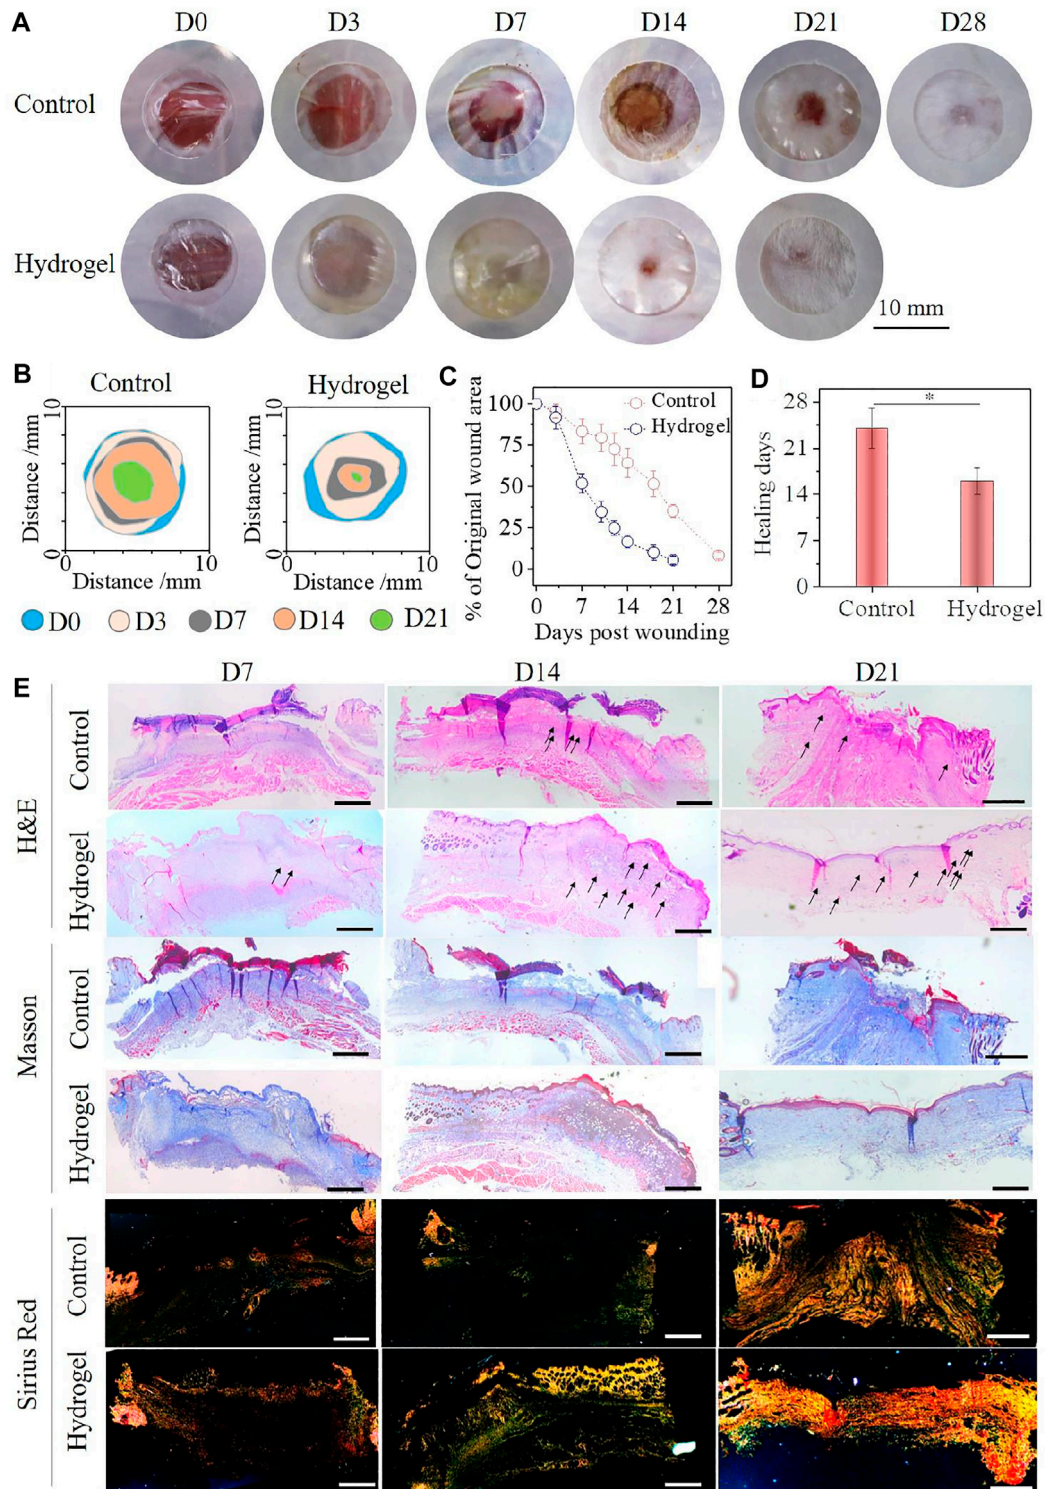 A
D0 D3 D7 D14 D21 D28
Control
Hydrogel
10 mm
B
Control Hydrogel
10
Distance /mm
0
Distance /mm
10
10
Distance /mm
0
Distance /mm
10
D0 D3 D7 D14 D21
C
% of Original wound area
100
75
50
25
0
Control
Hydrogel
0 7 14 21 28
Days post wounding
D
Healing days
28
21
14
7
0
*
Control Hydrogel
E
D7 D14 D21
H&E
Control
Hydrogel
Masson
Control
Hydrogel
Sirius Red
Control
Hydrogel